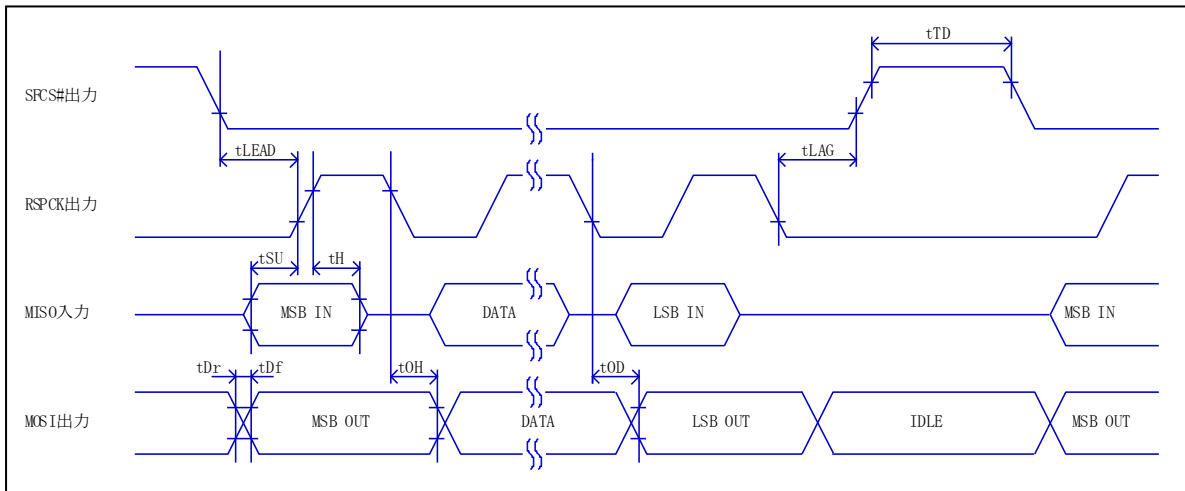 tTD
SFCS#出力
tLEAD
tLAG
RSPCK出力
tSU
tH
MISO入力
MSB IN
DATA
LSB IN
MSB IN
tDr
tDf
tOH
tOD
MOSI出力
MSB OUT
DATA
LSB OUT
IDLE
MSB OUT